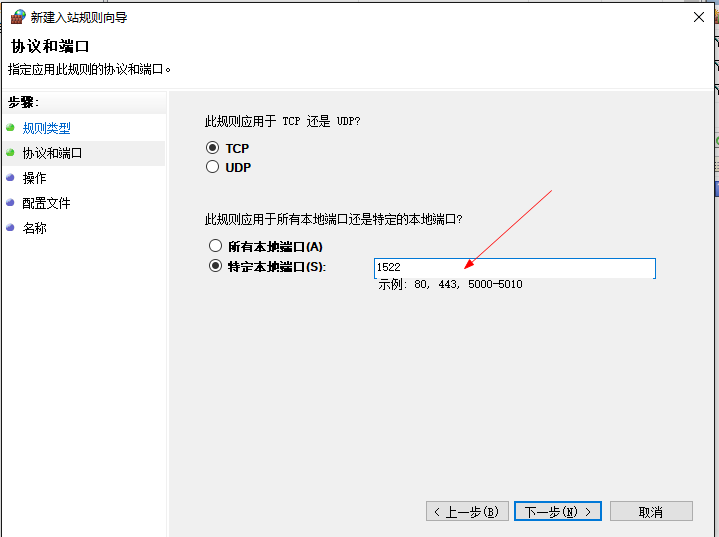 新建入站规则向导
协议和端口
指定应用此规则的协议和端口。
步骤:
规则类型
协议和端口
操作
配置文件
名称
此规则应用于 TCP 还是 UDP?
TCP
UDP
此规则应用于所有本地端口还是特定的本地端口?
所有本地端口(A)
特定本地端口(S):
1522
示例: 80, 443, 5000-5010
< 上一步(B)
下一步(N) >
取消